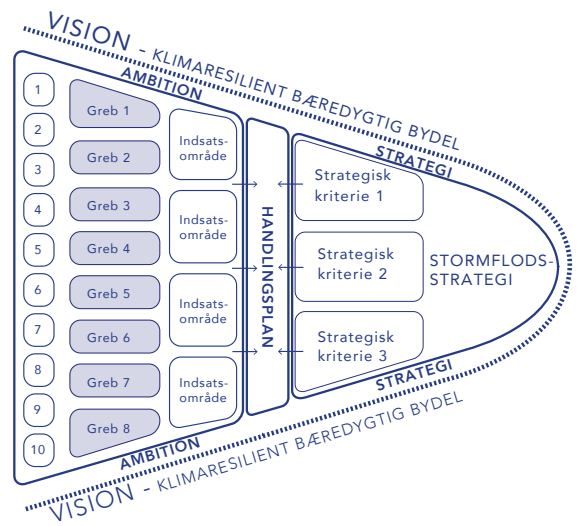 VISION - KLIMARESILIENT BÆREDYGTIG BYDEL
AMBITION
1
2
3
4
5
6
7
8
9
10
Greb 1
Greb 2
Greb 3
Greb 4
Greb 5
Greb 6
Greb 7
Greb 8
Indsats-
område
Indsats-
område
Indsats-
område
Indsats-
område
AMBITION
HANDLINGSPLAN
STRATEGI
Strategisk
kriterie 1
Strategisk
kriterie 2
Strategisk
kriterie 3
STORMFLODS-
STRATEGI
STRATEGI
VISION - KLIMARESILIENT BÆREDYGTIG BYDEL